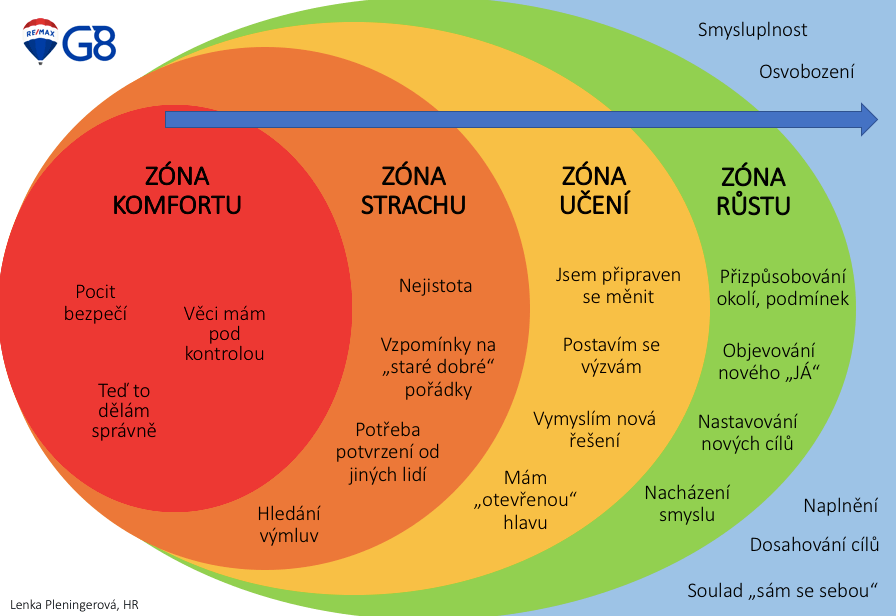 RE/MAX
G8
Smysluplnost
Osvobození
ZÓNA
KOMFORTU
ZÓNA
STRACHU
ZÓNA
UČENÍ
ZÓNA
RŮSTU
Pocit
bezpečí
Věci mám
pod
kontrolou
Teď to
dělám
správně
Nejistota
Vzpomínky na
„staré dobré“
pořádky
Potřeba
potvrzení od
jiných lidí
Hledání
výmluv
Jsem připraven
se měnit
Postavím se
výzvám
Vymyslím nová
řešení
Mám
„otevřenou“
hlavu
Přizpůsobování
okolí, podmínek
Objevování
nového „JÁ“
Nastavování
nových cílů
Nacházení
smyslu
Naplnění
Dosahování cílů
Soulad „sám se sebou“
Lenka Pleningerová, HR